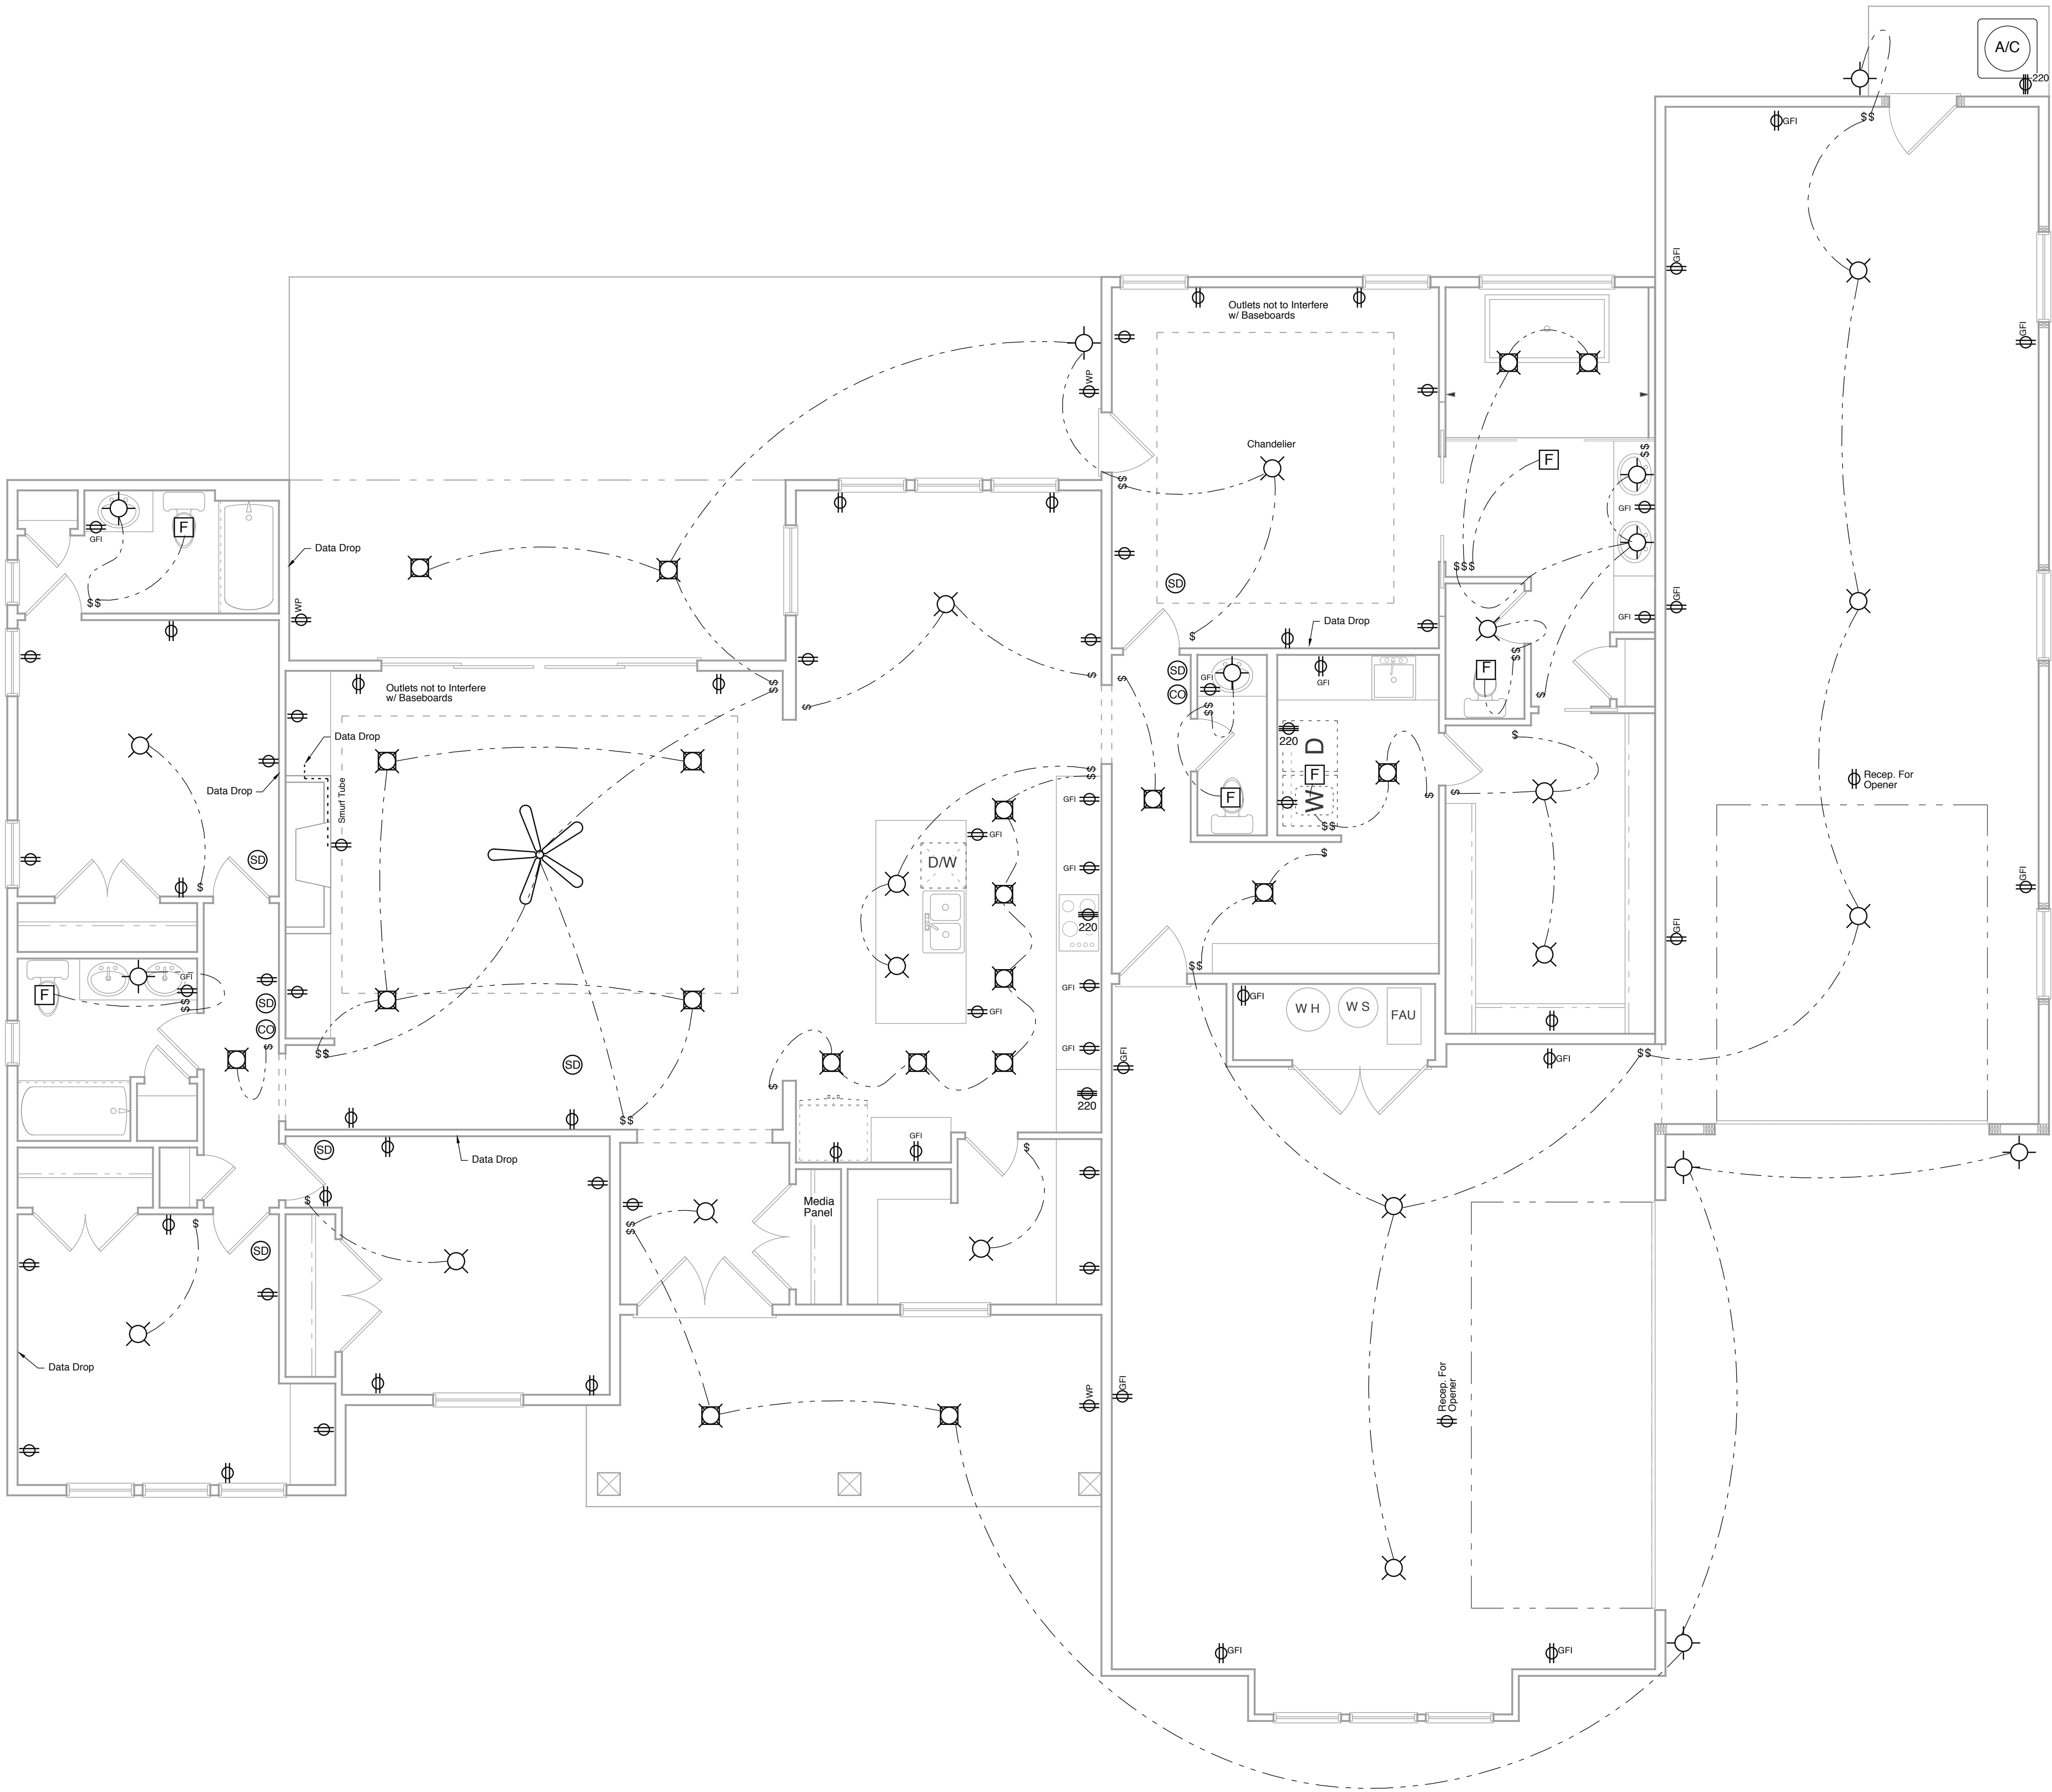 A/C
220
$$
GFI
GFI
Outlets not to Interfere
w/ Baseboards
GFI
WP
Chandelier
$$
F
$
$
GFI
F
GFI
Data Drop
$$$
SD
WP
$$
GFI
GFI
Data Drop
$
$
$
$
F
SD
GFI
GFI
$
CO
$
Outlets not to Interfere
w/ Baseboards
$
$
$
$
$
Data Drop
220
D
$
$
Recep. For
Opener
F
Data Drop
Smurf Tube
GFI
W
F
$
$
$$
GFI
D/W
$
SD
GFI
GFI
$
220
$$
GFI
GFI
F
$
$
SD
GFI
GFI
GFI
W H
W S
FAU
CO
GFI
$
$$
SD
GFI
GFI
GFI
$$
$
220
$$
SD
Data Drop
GFI
$
$
Media
Panel
$
$
$
SD
Data Drop
WP
GFI
Recep. For
Opener
GFI
GFI